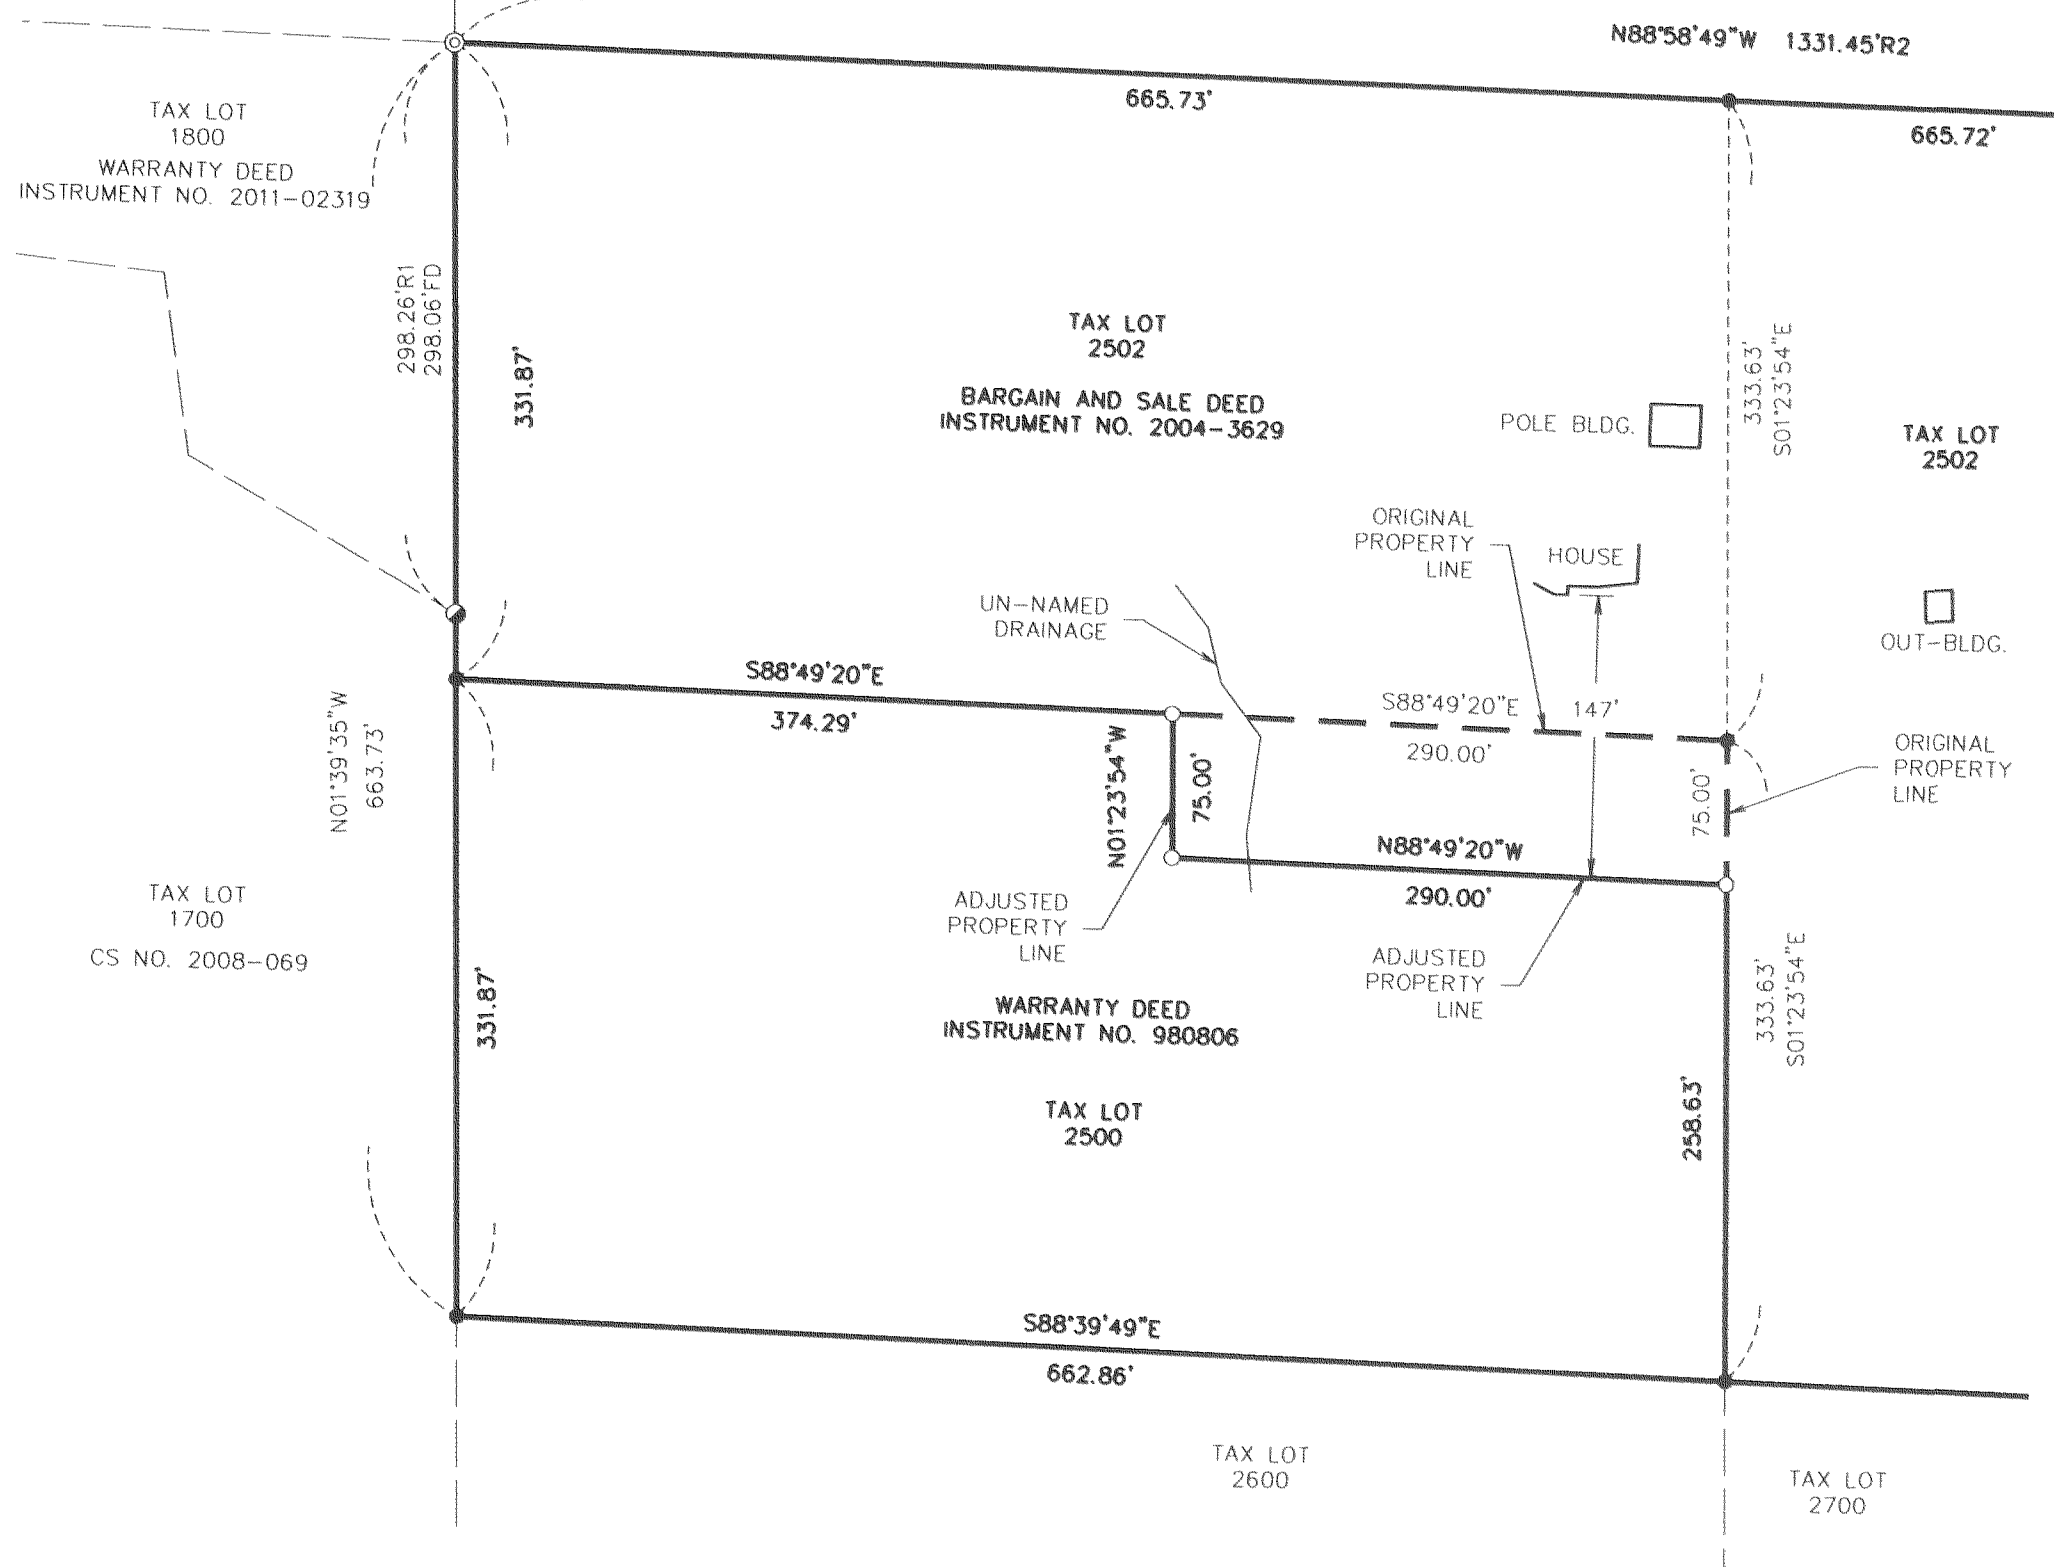 N88°58'49"W 1331.45'R2
665.73'
665.72'
TAX LOT
1800
WARRANTY DEED
INSTRUMENT NO. 2011-02319
298.26'R1
298.06'FD
331.87'
TAX LOT
2502
BARGAIN AND SALE DEED
INSTRUMENT NO. 2004-3629
POLE BLDG.
333.63'
S01°23'54"E
TAX LOT
2502
ORIGINAL
PROPERTY
LINE
HOUSE
UN-NAMED
DRAINAGE
OUT-BLDG.
S88°49'20"E
374.29'
S88°49'20"E
147'
290.00'
N01°39'35"W
663.73'
N01°23'54"W
75.00'
75.00'
ORIGINAL
PROPERTY
LINE
N88°49'20"W
290.00'
TAX LOT
1700
CS NO. 2008-069
ADJUSTED
PROPERTY
LINE
ADJUSTED
PROPERTY
LINE
331.87'
WARRANTY DEED
INSTRUMENT NO. 980806
333.63'
S01°23'54"E
TAX LOT
2500
258.63'
S88°39'49"E
662.86'
TAX LOT
2600
TAX LOT
2700